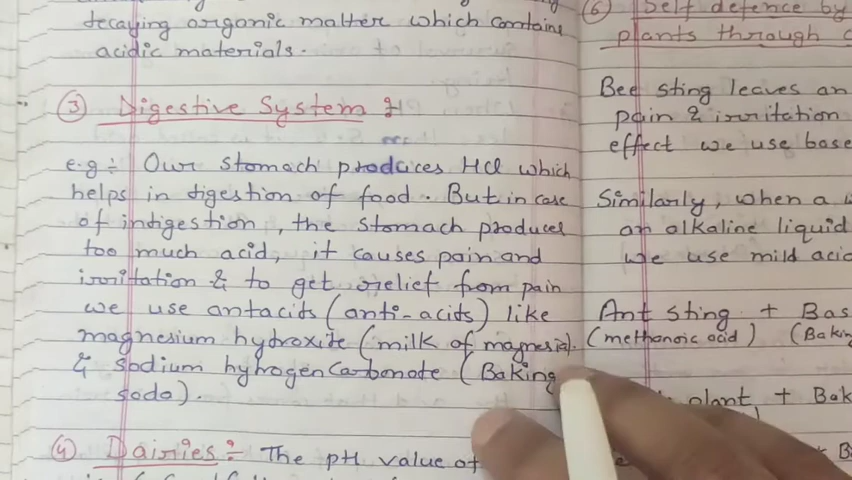 decaying organic matter which contains
acidic materials.
③ Digestive System :-
e.g ÷ Our stomach produces HCl which
helps in digestion of food. But in case
of indigestion, the stomach produces
too much acid, it causes pain and
irritation & to get relief from pain
we use antacids (anti-acids) like
magnesium hydroxide (milk of magnesia).
& sodium hydrogencarbonate (Baking
soda).
④ Dairies ÷ The pH value of
⑥ Self defence by
plants through
Bee sting leaves an
pain & irritation
effect we use base
Similarly, when a
an alkaline liquid
we use mild acid
Ant sting + Bas
(methanoic acid) (Baking
plant + Bak